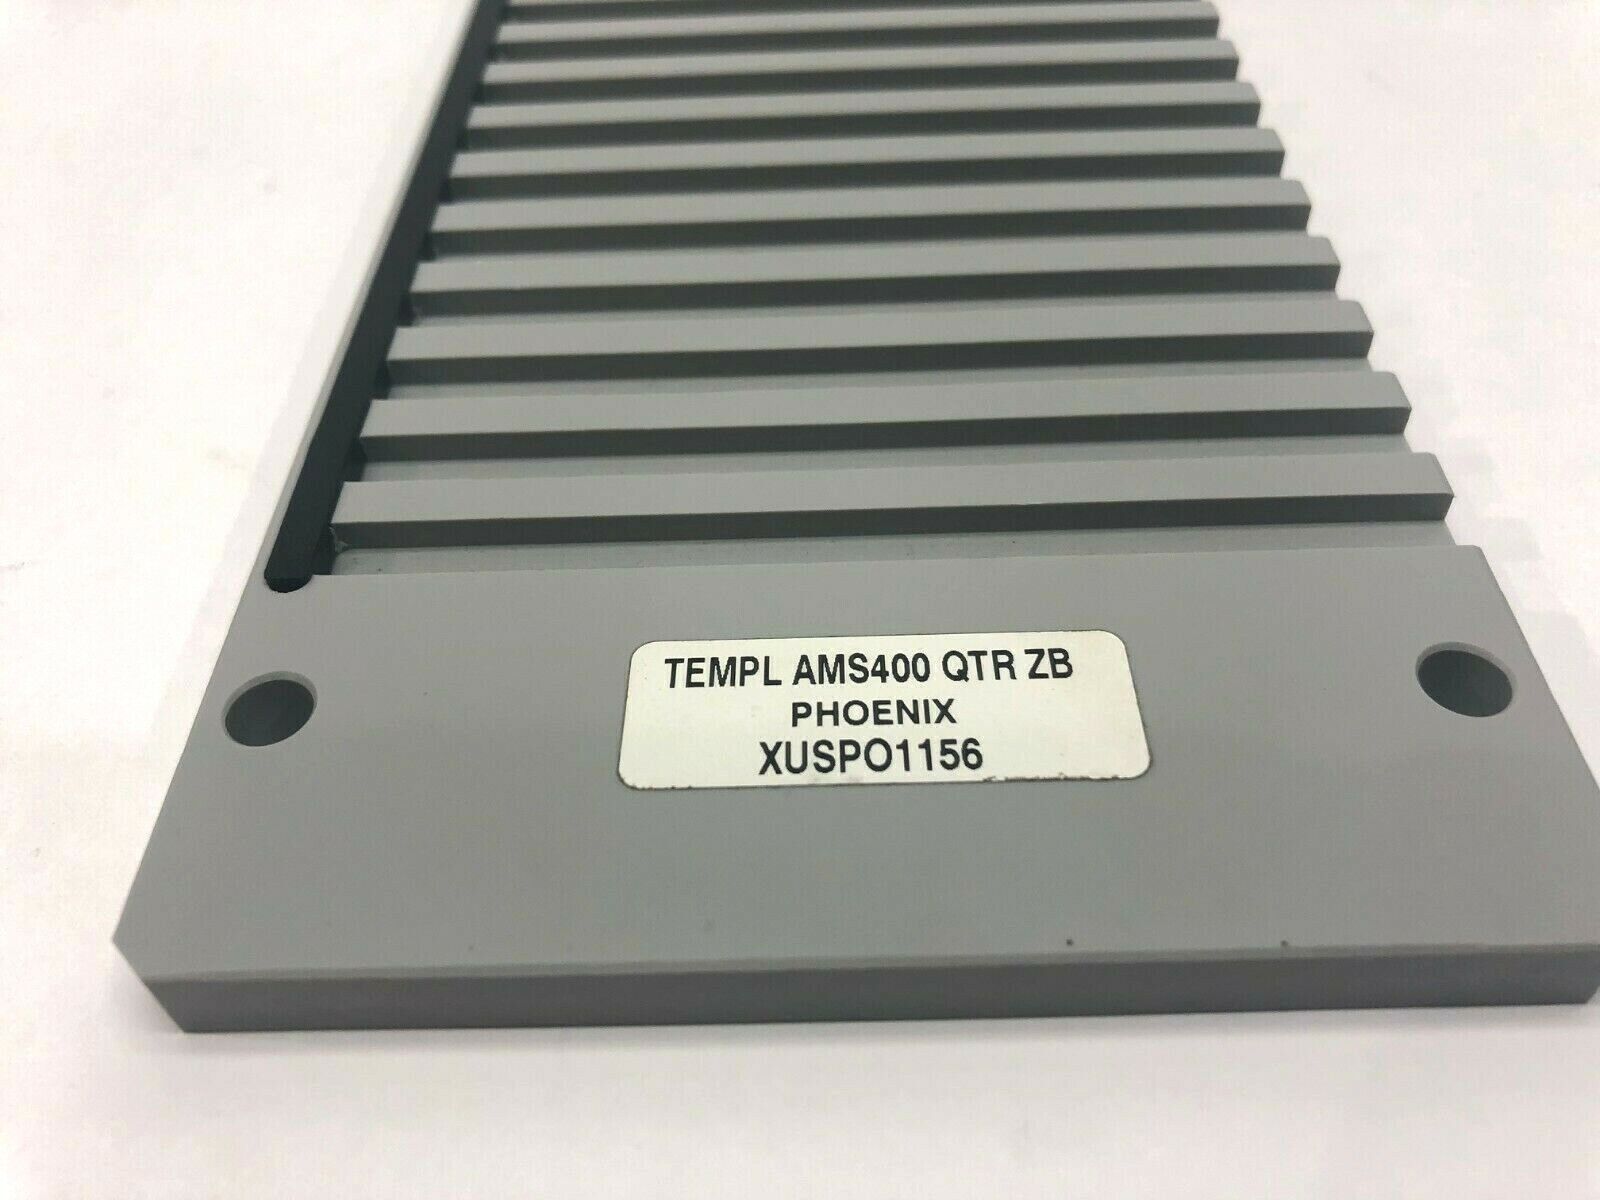 TEMPL AMS400 QTR ZB
PHOENIX
XUSPO1156